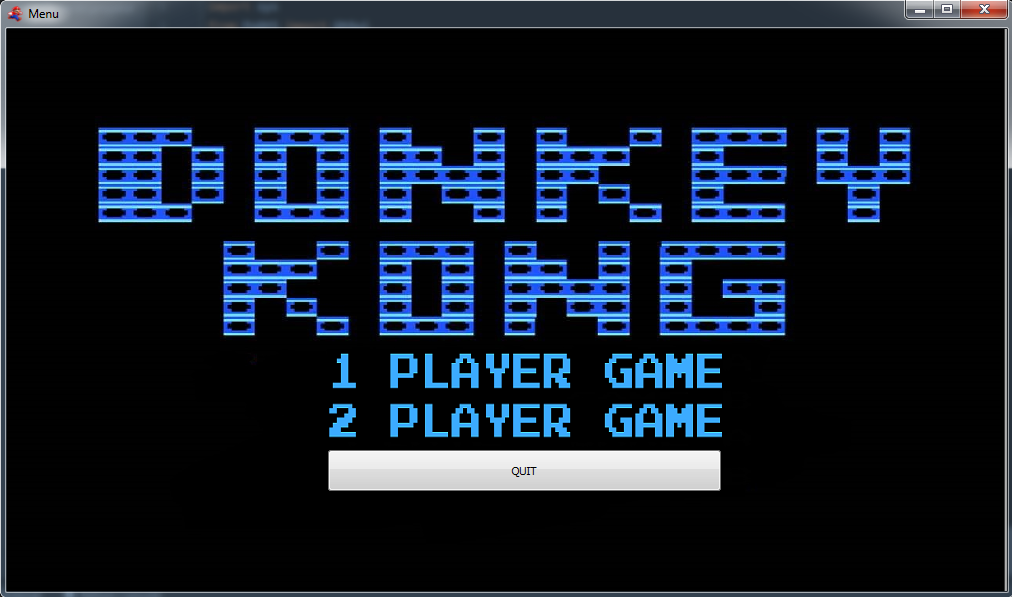 Menu
DONKEY
KONG
1 PLAYER GAME
2 PLAYER GAME
QUIT